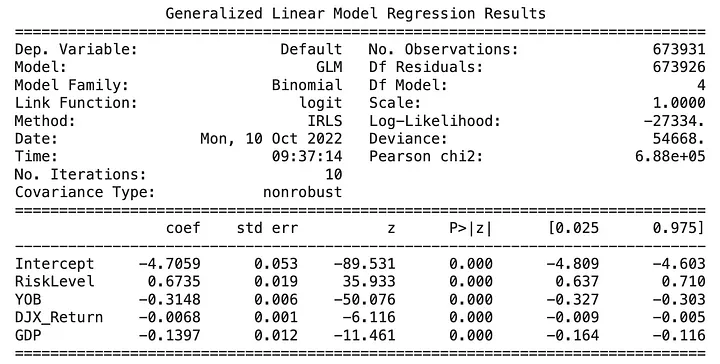 Generalized Linear Model Regression Results
==============================================================================
Dep. Variable:                Default   No. Observations:               673931
Model:                            GLM   Df Residuals:                   673926
Model Family:                Binomial   Df Model:                            4
Link Function:                  logit   Scale:                          1.0000
Method:                          IRLS   Log-Likelihood:                -27334.
Date:                Mon, 10 Oct 2022   Deviance:                       54668.
Time:                        09:37:14   Pearson chi2:                 6.88e+05
No. Iterations:                    10
Covariance Type:            nonrobust
==============================================================================
                 coef    std err          z      P>|z|      [0.025      0.975]
------------------------------------------------------------------------------
Intercept     -4.7059      0.053    -89.531      0.000      -4.809      -4.603
RiskLevel      0.6735      0.019     35.933      0.000       0.637       0.710
YOB           -0.3148      0.006    -50.076      0.000      -0.327      -0.303
DJX_Return    -0.0068      0.001     -6.116      0.000      -0.009      -0.005
GDP           -0.1397      0.012    -11.461      0.000      -0.164      -0.116
==============================================================================